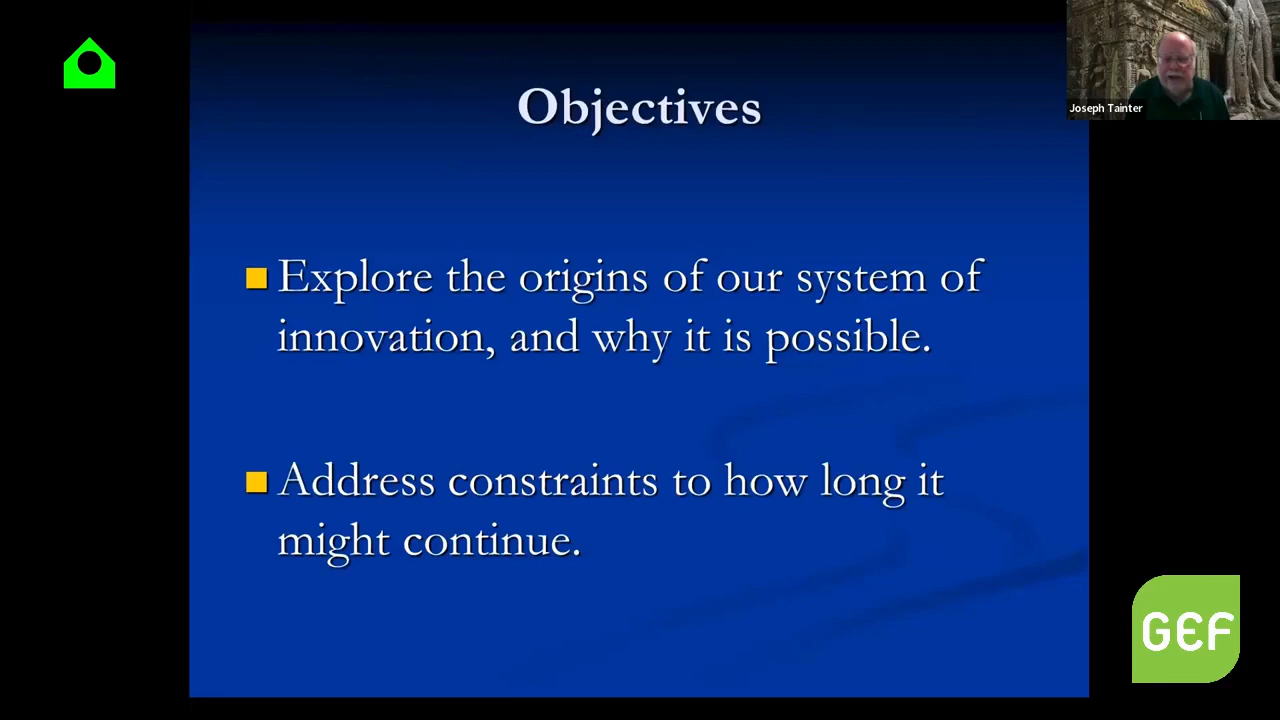 Objectives
Joseph Tainter
Explore the origins of our system of
innovation, and why it is possible.
Address constraints to how long it
might continue.
GEF